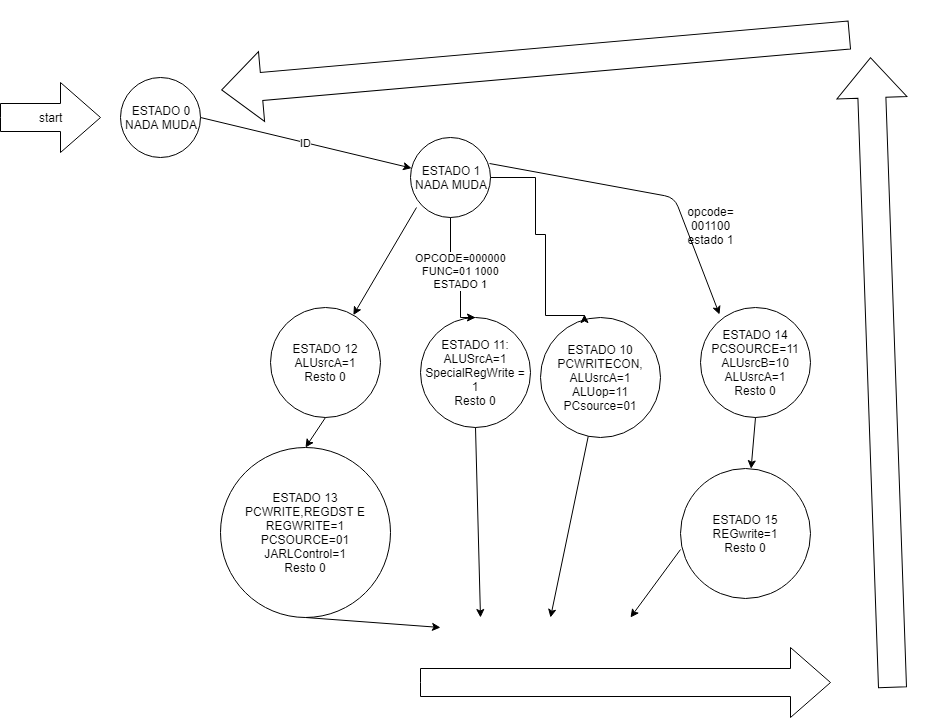 start
ESTADO 0
NADA MUDA
ID
ESTADO 1
NADA MUDA
opcode=
001100
estado 1
OPCODE=000000
FUNC=01 1000
ESTADO 1
ESTADO 12
ALUsrcA=1
Resto 0
ESTADO 11:
ALUSrcA=1
SpecialRegWrite =
1
Resto 0
ESTADO 10
PCWRITECON,
ALUsrcA=1
ALUop=11
PCsource=01
ESTADO 14
PCSOURCE=11
ALUsrcB=10
ALUsrcA=1
Resto 0
ESTADO 13
PCWRITE,REGDST E
REGWRITE=1
PCSOURCE=01
JARLControl=1
Resto 0
ESTADO 15
REGwrite=1
Resto 0